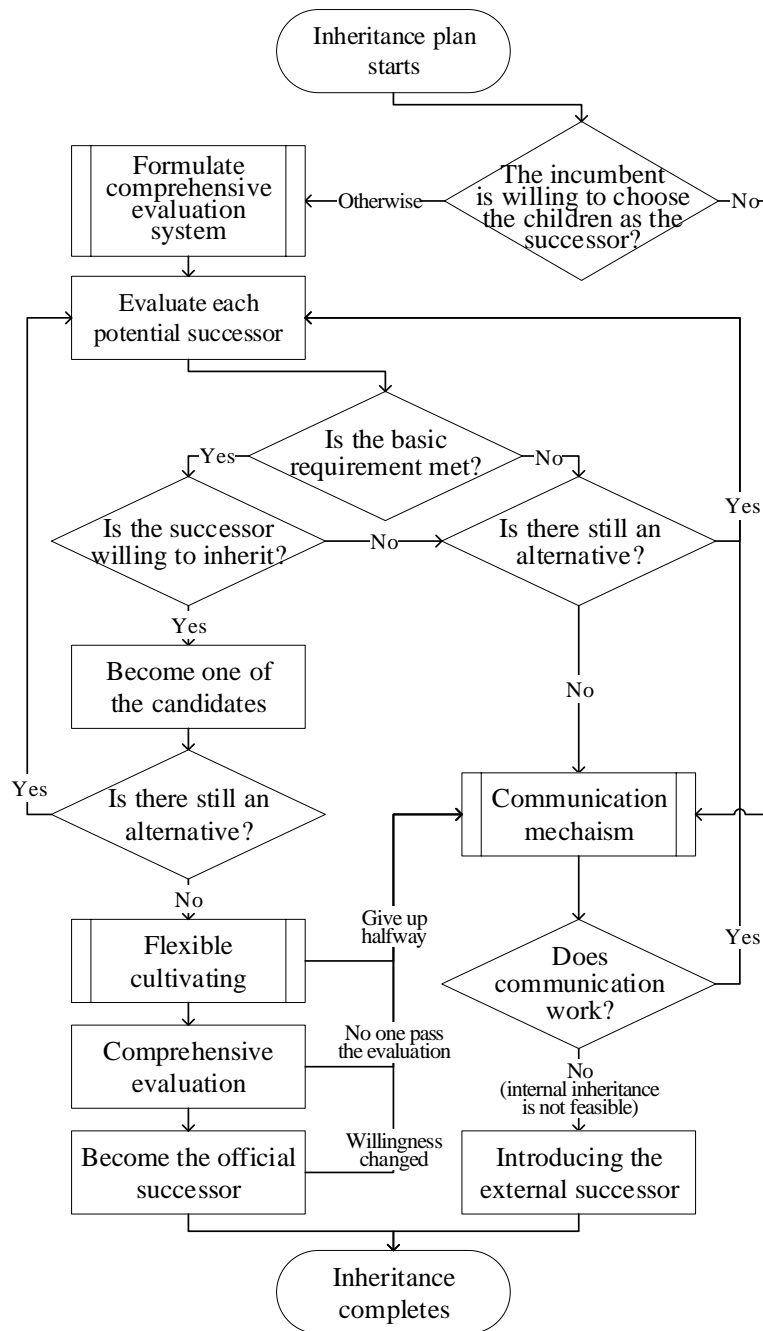 Inheritance plan
starts
The incumbent
is willing to choose
the children as the
successor?
Otherwise
No
Formulate
comprehensive
evaluation
system
Evaluate each
potential successor
Is the basic
requirement met?
Yes
No
Is the successor
willing to inherit?
No
Is there still an
alternative?
Yes
Yes
No
Become one of
the candidates
Is there still an
alternative?
Yes
No
Communication
mechaism
Flexible
cultivating
Give up
halfway
Does
communication
work?
Yes
Comprehensive
evaluation
No one pass
the evaluation
No
(internal inheritance
is not feasible)
Become the official
successor
Willingness
changed
Introducing the
external successor
Inheritance
completes